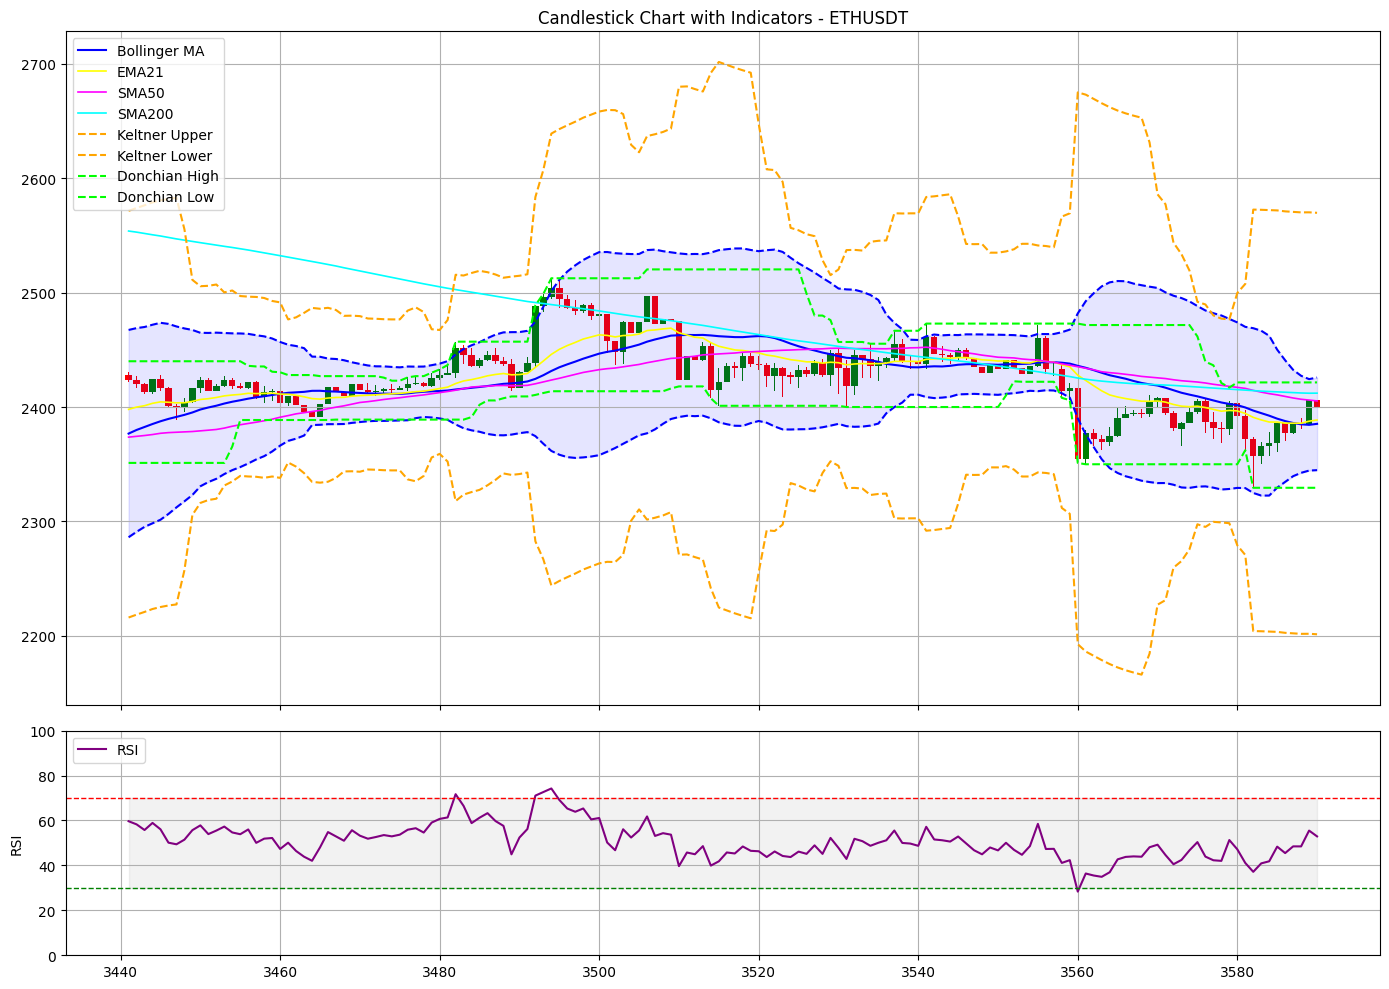 Candlestick Chart with Indicators - ETHUSDT
Bollinger MA
EMA21
SMA50
SMA200
Keltner Upper
Keltner Lower
Donchian High
Donchian Low
2700
2600
2500
2400
2300
2200
RSI
100
80
60
40
20
0
RSI
3440 3460 3480 3500 3520 3540 3560 3580